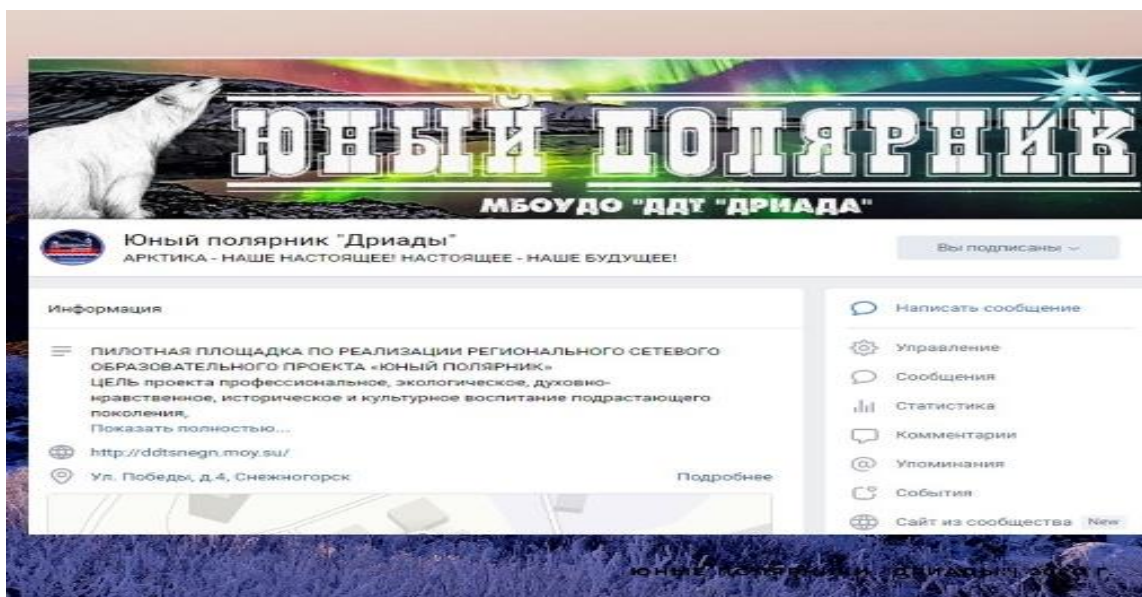 ЮНЫЙ ПОЛЯРНИК
МБОУДО "ДДТ "ДРИАДА"
Юный полярник "Дриады"
АРКТИКА - НАШЕ НАСТОЯЩЕЕ! НАСТОЯЩЕЕ - НАШЕ БУДУЩЕЕ!
Вы подписаны
Информация
ПИЛОТНАЯ ПЛОЩАДКА ПО РЕАЛИЗАЦИИ РЕГИОНАЛЬНОГО СЕТЕВОГО
ОБРАЗОВАТЕЛЬНОГО ПРОЕКТА «ЮНЫЙ ПОЛЯРНИК»
ЦЕЛЬ проекта профессиональное, экологическое, духовно-
нравственное, историческое и культурное воспитание подрастающего
поколения,
Показать полностью...
http://ddtsnegn.moy.su/
Ул. Победы, д.4, Снежногорск
Подробнее
Написать сообщение
Управление
Сообщения
Статистика
Комментарии
Упоминания
События
Сайт из сообщества New
ЮНЫЕ ПОЛЯРНИКИ "ДРИАДЫ"